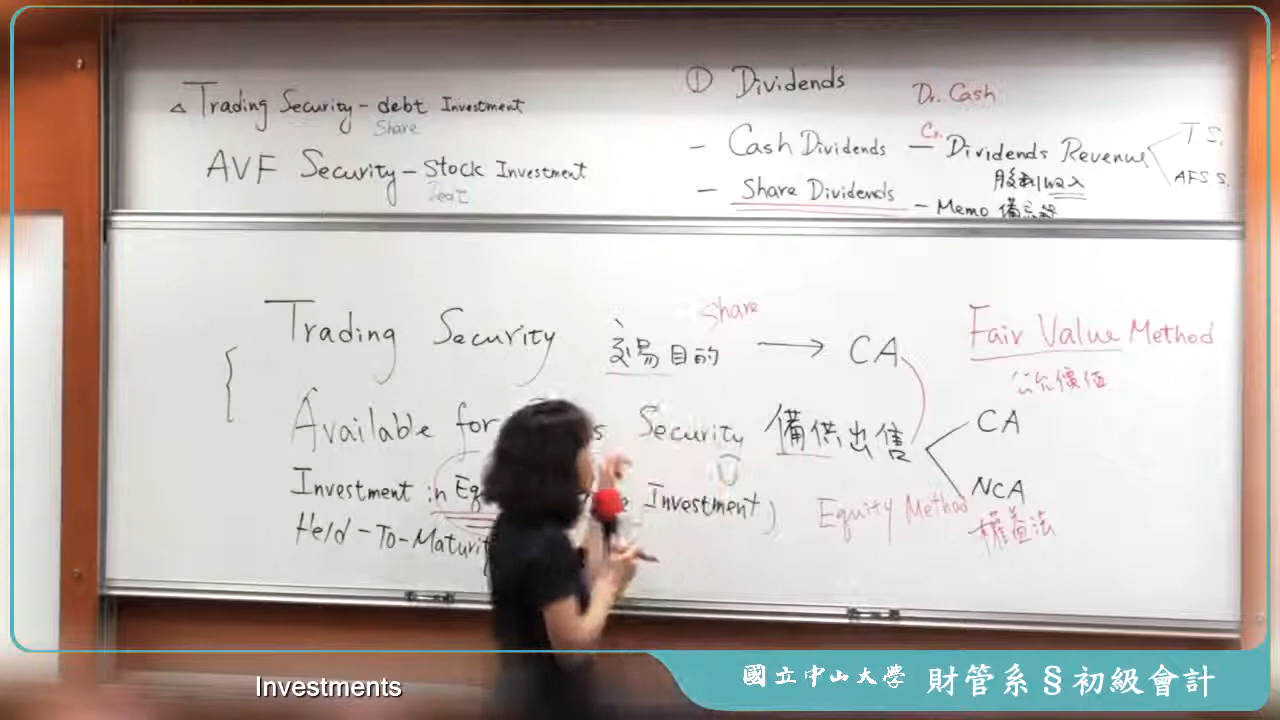 △ Trading Security - debt Investment
Share
AVF Security - Stock Investment
Debt
① Dividends
Dr. Cash
- Cash Dividends — Cr. Dividends Revenue
T S.
AFS S.
股利收入
- Share Dividends - Memo 備忘錄
Share
Trading Security 交易目的 → CA
Fair Value Method
公允價值
Available for Security 備供出售
CA
NCA
Investment in Investment)
Equity Method
權益法
Held-To-Maturit
Investments
國立中山大學 財管系§初級會計